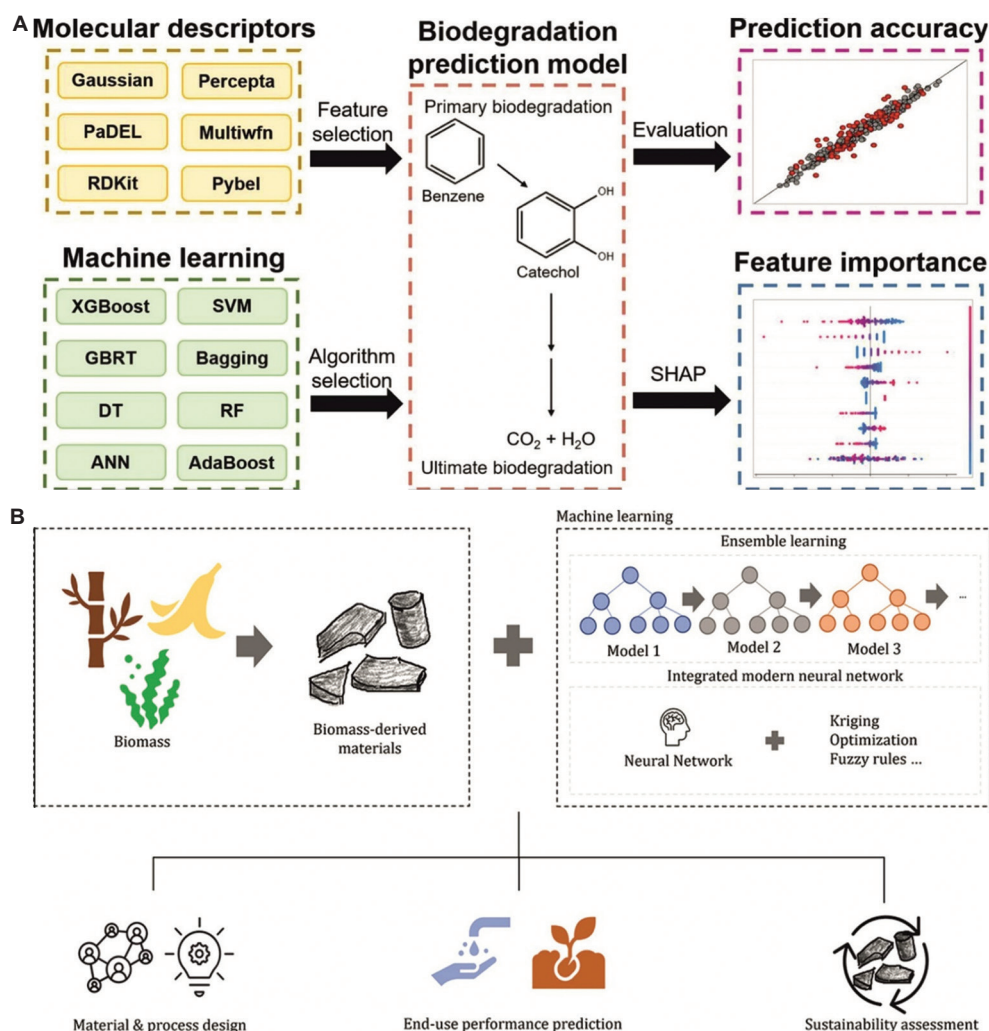 A
Molecular descriptors
Gaussian
Percepta
PaDEL
Multiwfn
RDKit
Pybel
Feature
selection
Machine learning
XGBoost
SVM
GBRT
Bagging
DT
RF
ANN
AdaBoost
Algorithm
selection
Biodegradation
prediction model
Primary biodegradation
Benzene
OH
OH
Catechol
CO₂ + H₂O
Ultimate biodegradation
Evaluation
Prediction accuracy
SHAP
Feature importance
B
Biomass
Biomass-derived
materials
Machine learning
Ensemble learning
...
Model 1
Model 2
Model 3
Integrated modern neural network
Neural Network
Kriging
Optimization
Fuzzy rules ...
Material & process design
End-use performance prediction
Sustainability assessment